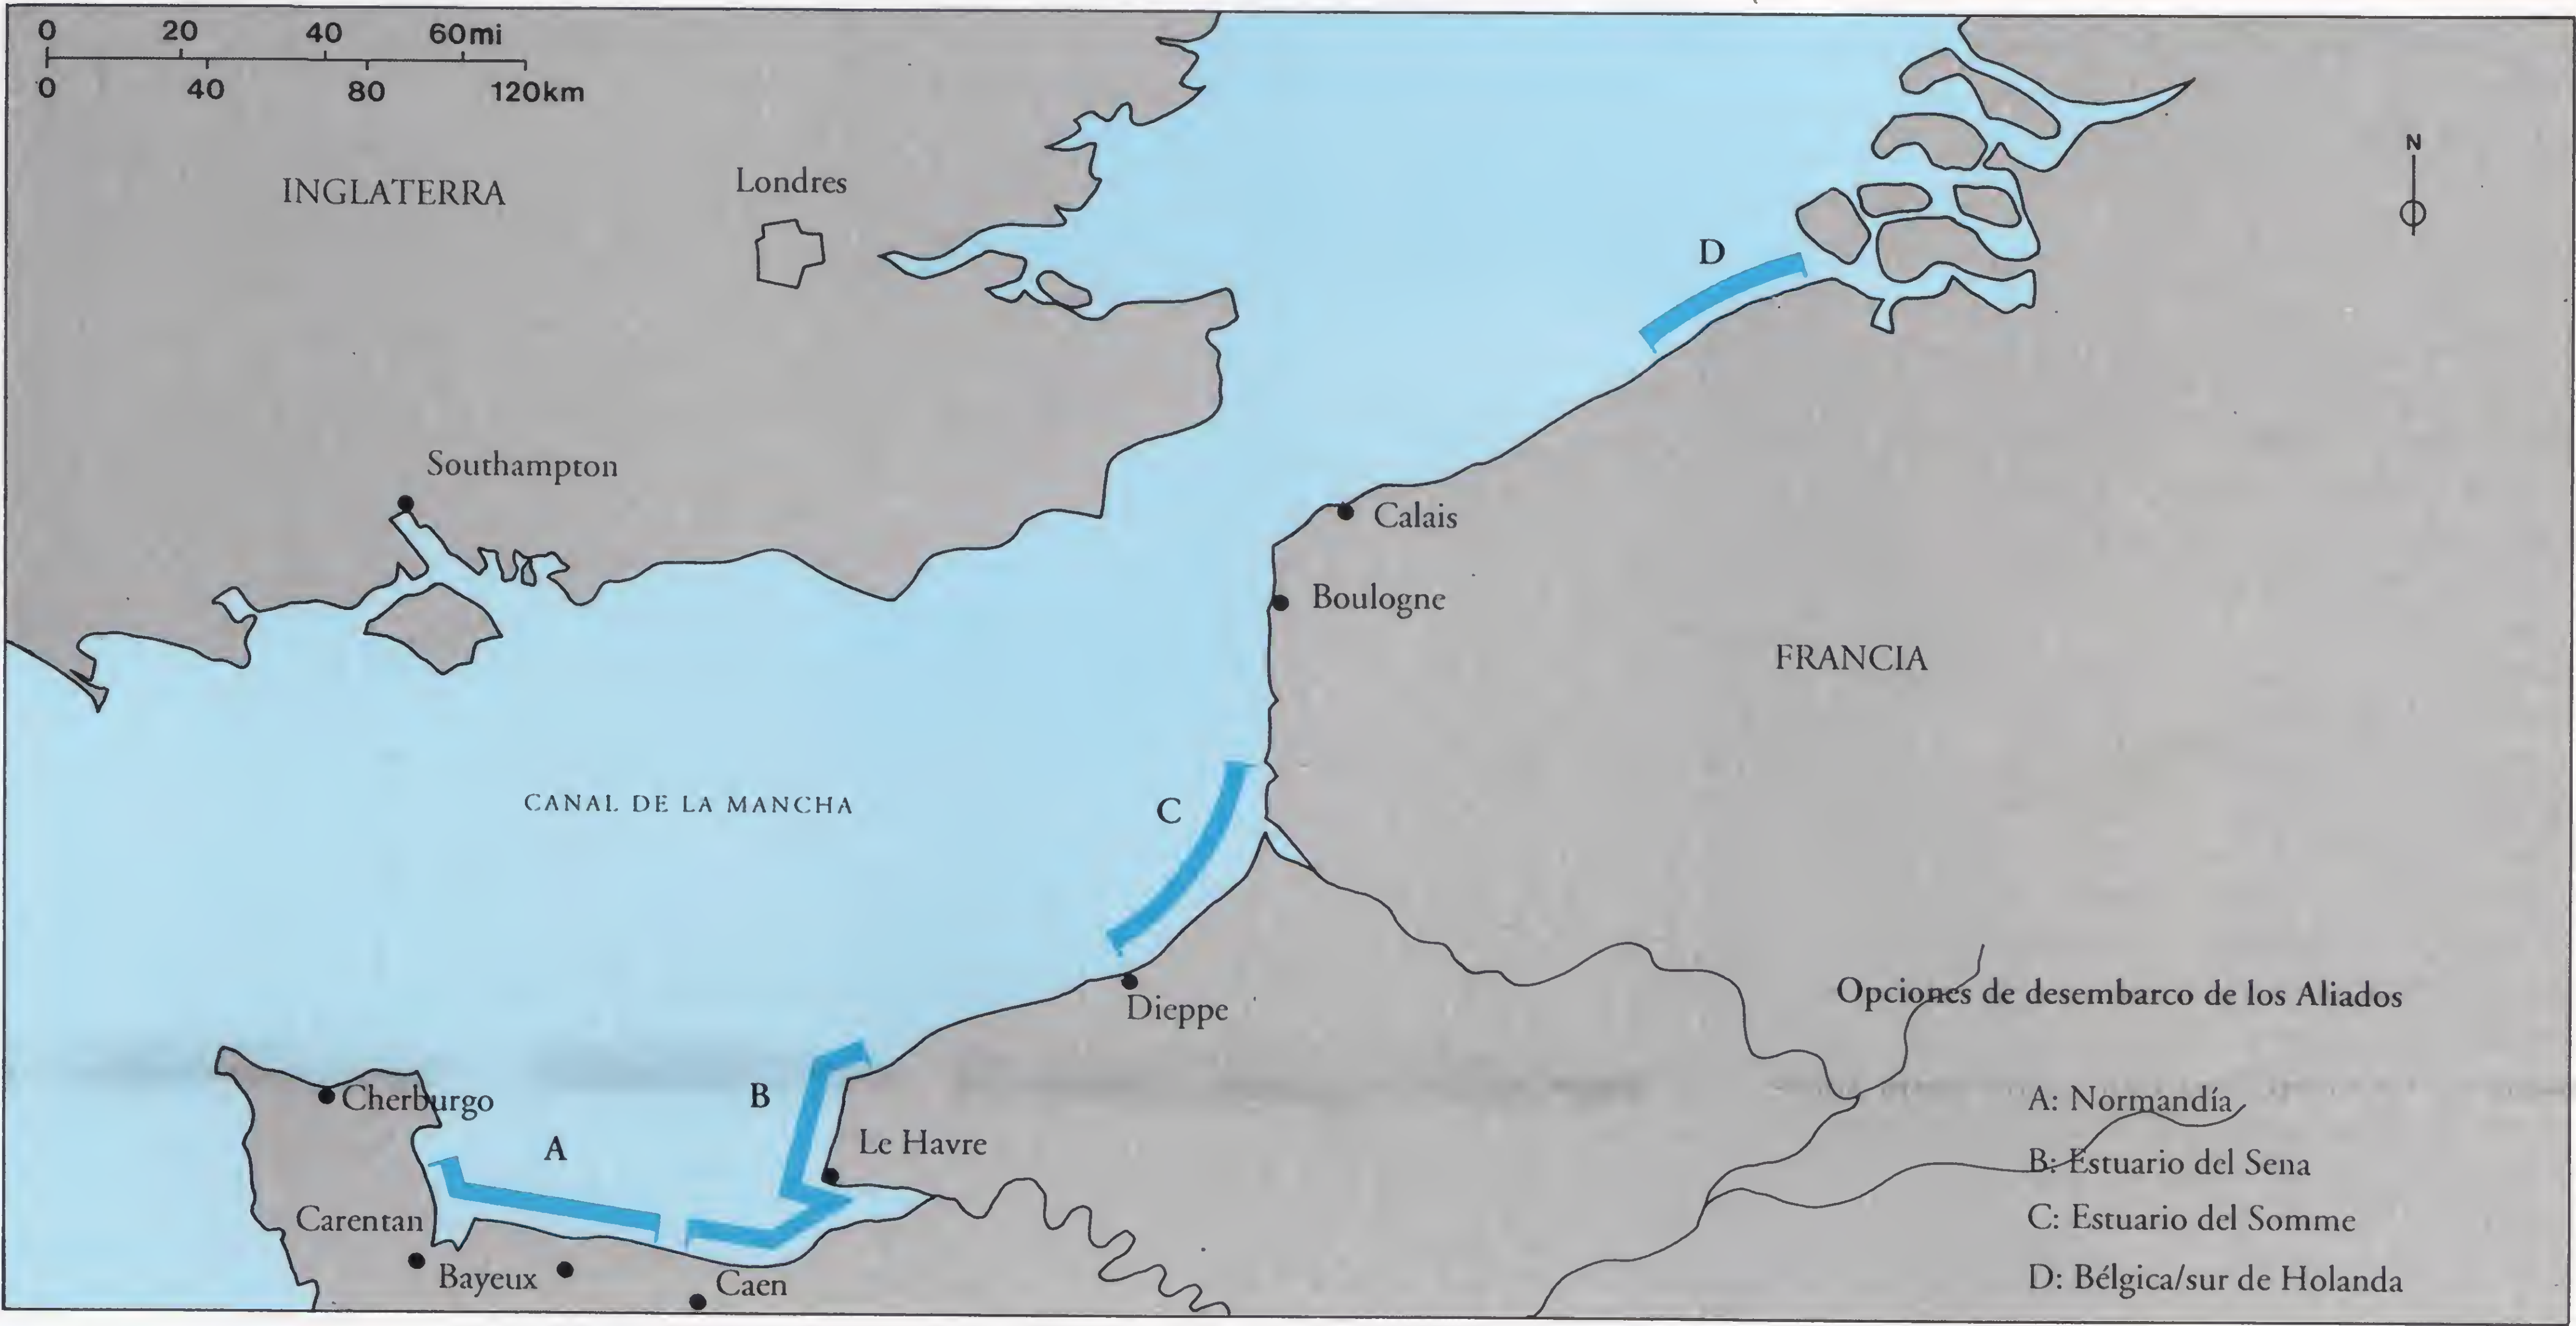 0 20 40 60mi
0 40 80 120km
INGLATERRA
Londres
N
D
Southampton
Calais
Boulogne
FRANCIA
CANAL DE LA MANCHA
C
Dieppe
Cherburgo
B
A
Le Havre
Carentan
Bayeux
Caen
Opciones de desembarco de los Aliados
A: Normandía
B: Estuario del Sena
C: Estuario del Somme
D: Bélgica/sur de Holanda